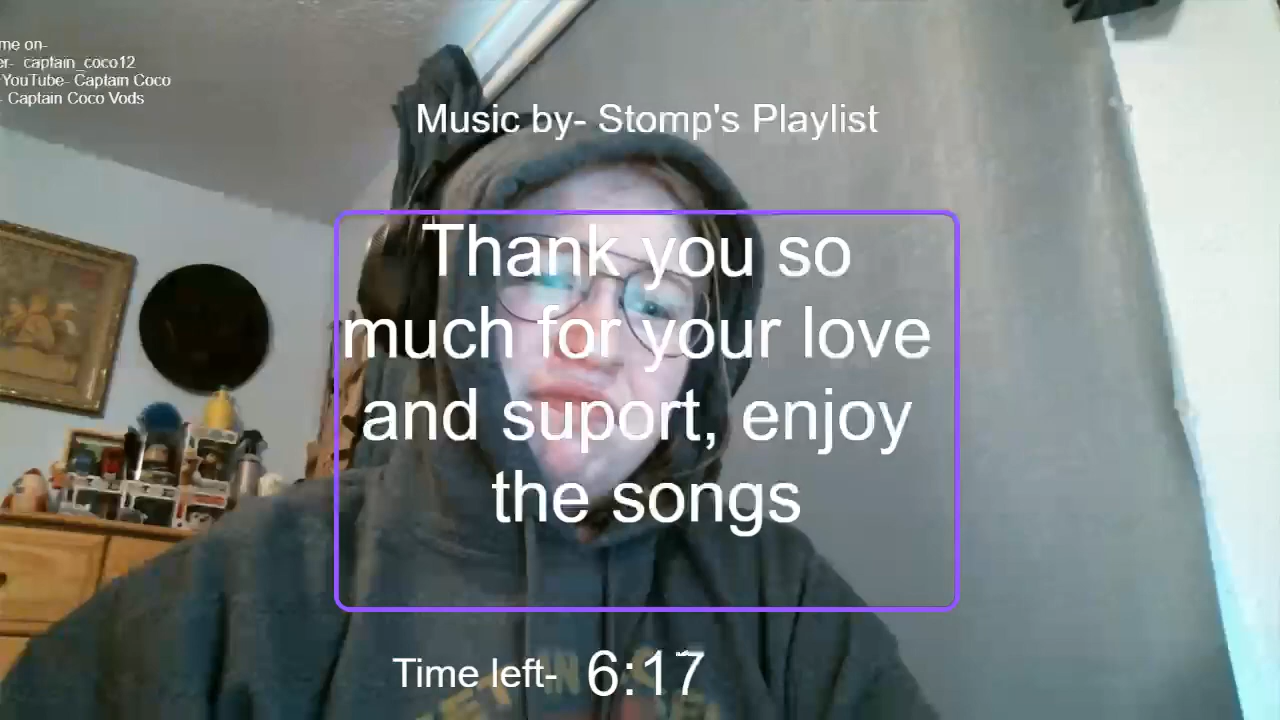 me on-
er- captain_coco12
YouTube- Captain Coco
- Captain Coco Vods
Music by- Stomp's Playlist
Thank you so
much for your love
and suport, enjoy
the songs
Time left- 6:17